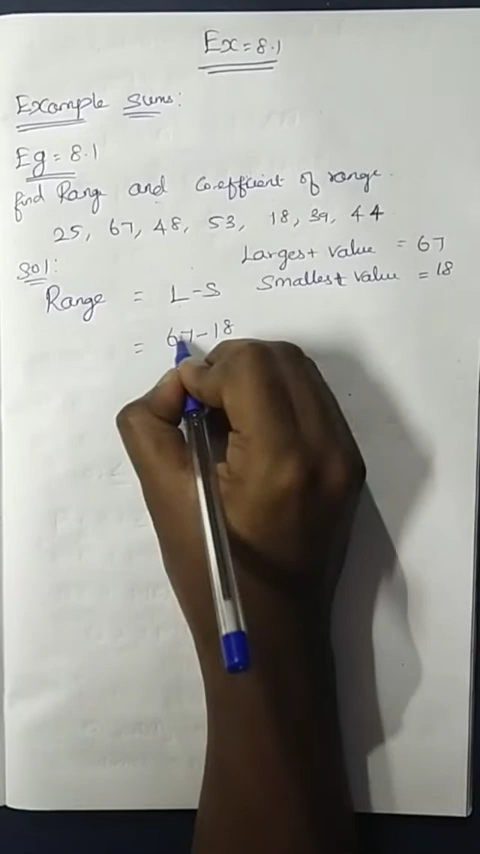 Ex = 8.1
Example Sums:
Eg = 8.1
find Range and Co.efficient of range.
25, 67, 48, 53, 18, 39, 44
Largest value = 67
Sol:
Smallest value = 18
Range = L - S
= 67 - 18